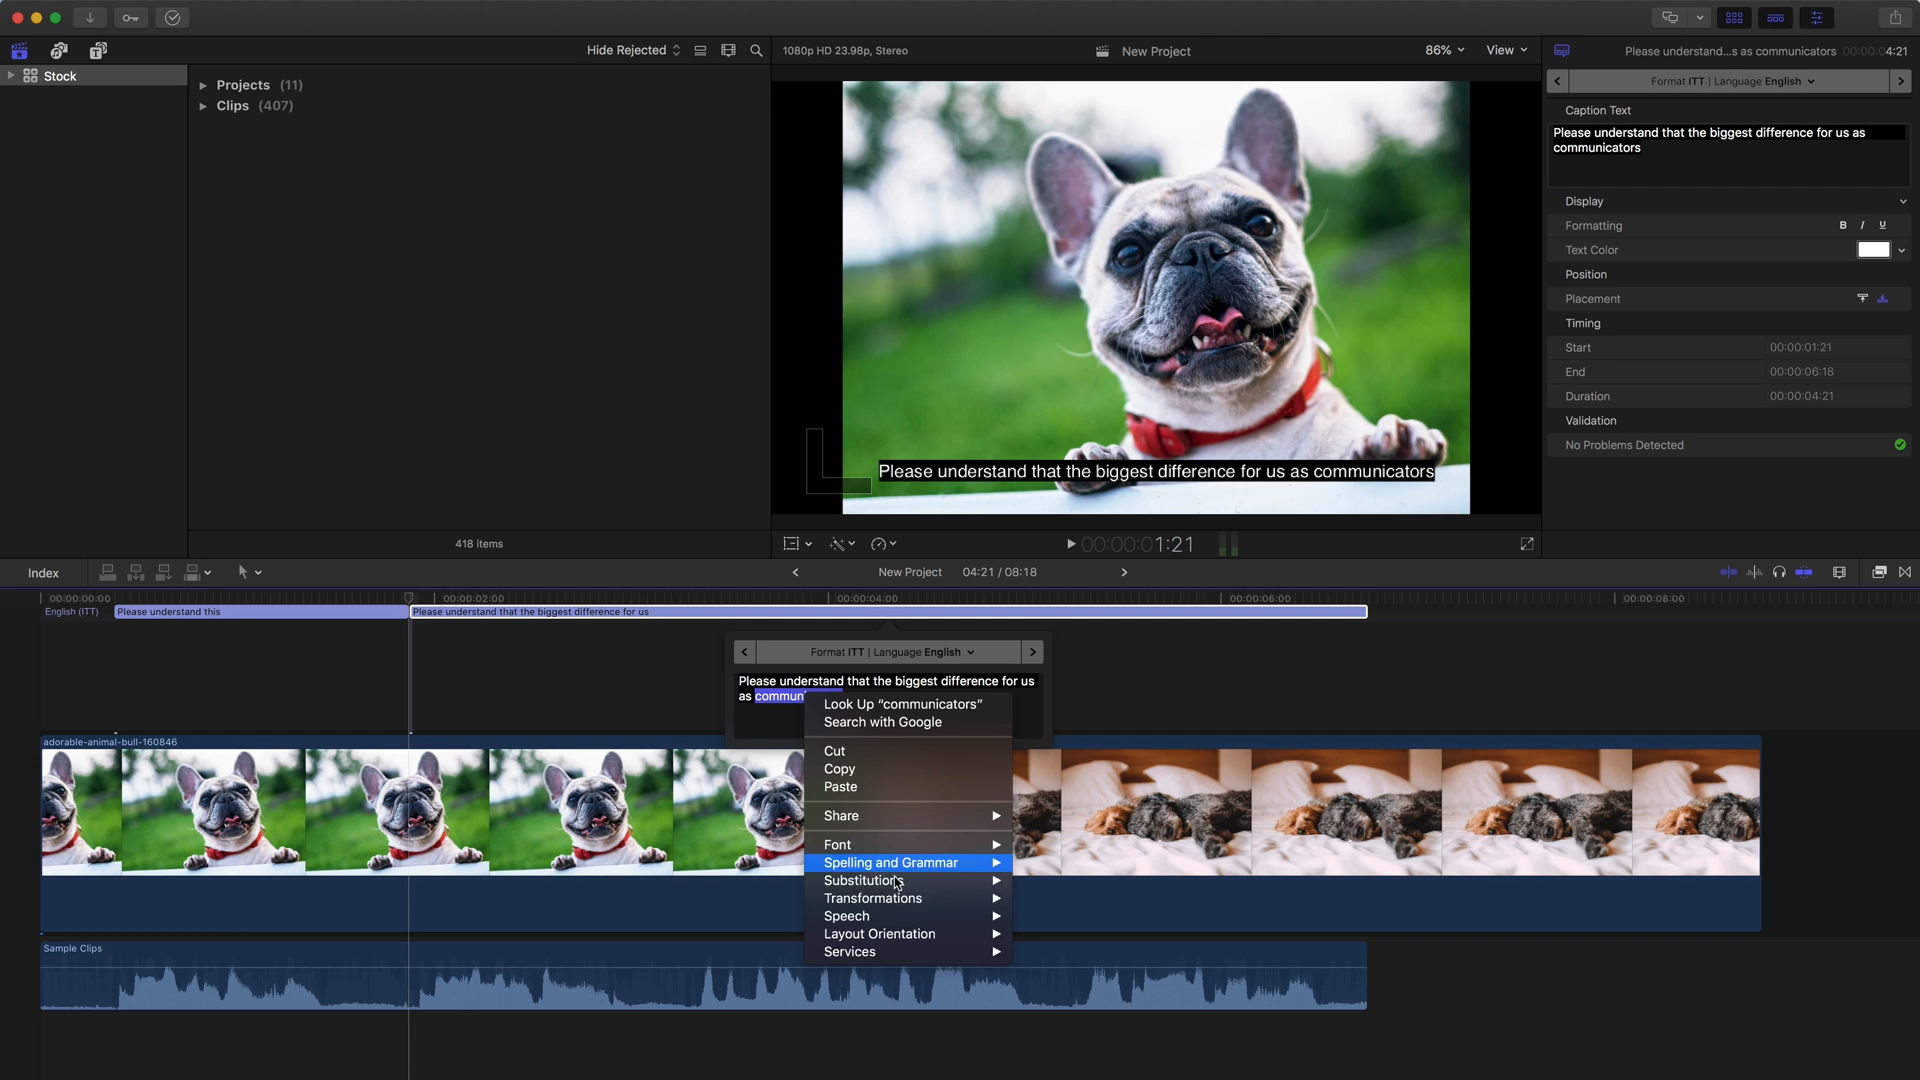 Hide Rejected
1080p HD 23.98p, Stereo
New Project
86%
View
Please understand...s as communicators
00:00:04:21
Stock
Projects (11)
Clips (407)
Format ITT | Language English
Caption Text
Please understand that the biggest difference for us as
communicators
Display
Formatting
B I U
Text Color
Position
Placement
Timing
Start 00:00:01:21
End 00:00:06:18
Duration 00:00:04:21
Validation
No Problems Detected
Please understand that the biggest difference for us as communicators
418 items
00:00:01:21
Index
New Project
04:21 / 08:18
00:00:00:00
00:00:02:00
00:00:04:00
00:00:06:00
00:00:08:00
English (ITT)
Please understand this
Please understand that the biggest difference for us
Format ITT | Language English
Please understand that the biggest difference for us
as commun
Look Up “communicators”
Search with Google
Cut
Copy
Paste
Share
Font
Spelling and Grammar
Substitutions
Transformations
Speech
Layout Orientation
Services
adorable-animal-bull-160846
Sample Clips